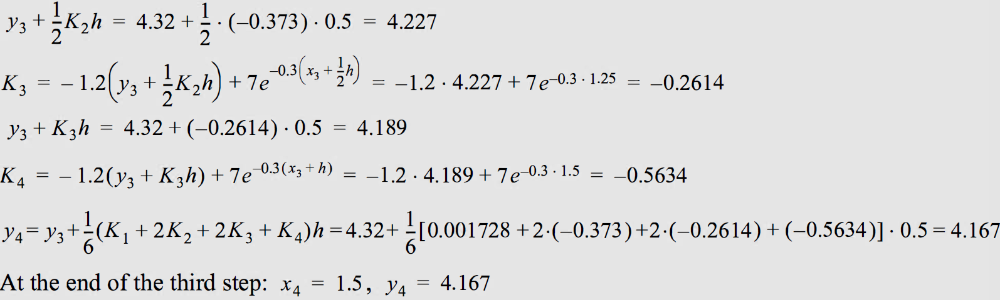 y₃ + ½K₂h = 4.32 + ½ · (–0.373) · 0.5 = 4.227
K₃ = – 1.2(y₃ + ½K₂h) + 7e^(–0.3(x₃ + ½h)) = –1.2 · 4.227 + 7e^(–0.3 · 1.25) = –0.2614
y₃ + K₃h = 4.32 + (–0.2614) · 0.5 = 4.189
K₄ = – 1.2(y₃ + K₃h) + 7e^(–0.3(x₃ + h)) = –1.2 · 4.189 + 7e^(–0.3 · 1.5) = –0.5634
y₄ = y₃ + 1/6(K₁ + 2K₂ + 2K₃ + K₄)h = 4.32 + 1/6[0.001728 + 2·(–0.373) + 2·(–0.2614) + (–0.5634)] · 0.5 = 4.167
At the end of the third step: x₄ = 1.5, y₄ = 4.167